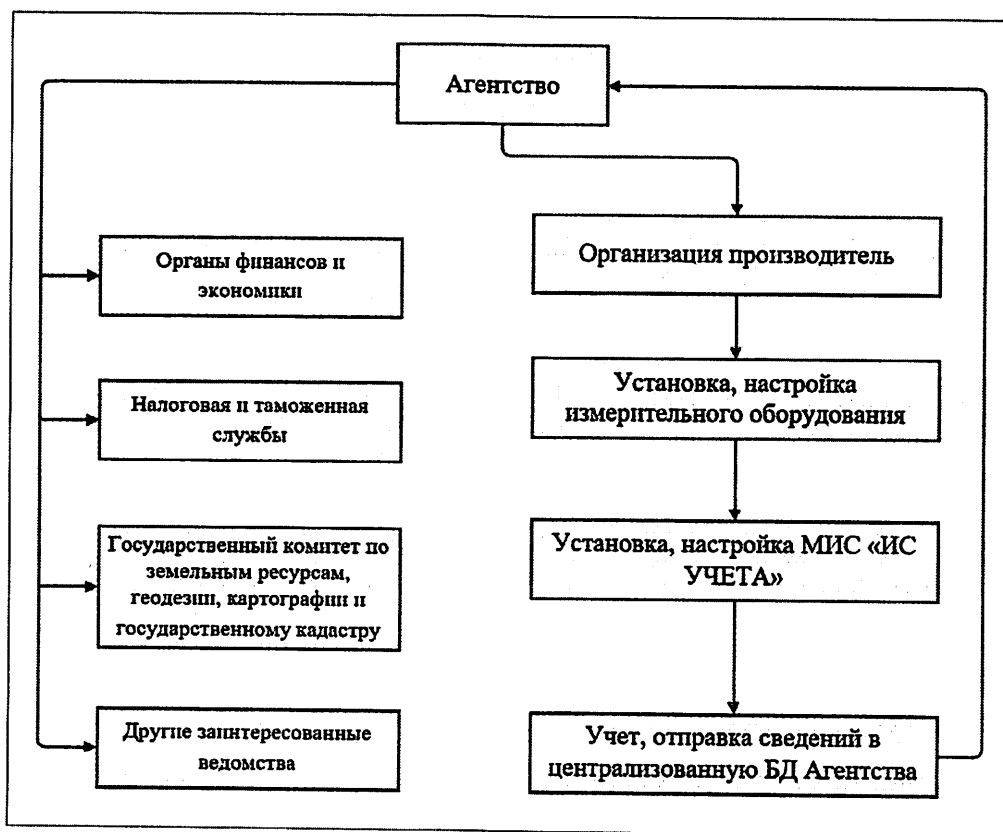 Агентство
Органы финансов и
экономики
Налоговая и таможенная
службы
Государственный комитет по
земельным ресурсам,
геодезии, картографии и
государственному кадастру
Другие заинтересованные
ведомства
Организация производитель
Установка, настройка
измерительного оборудования
Установка, настройка МИС «ИС
УЧЕТА»
Учет, отправка сведений в
централизованную БД Агентства